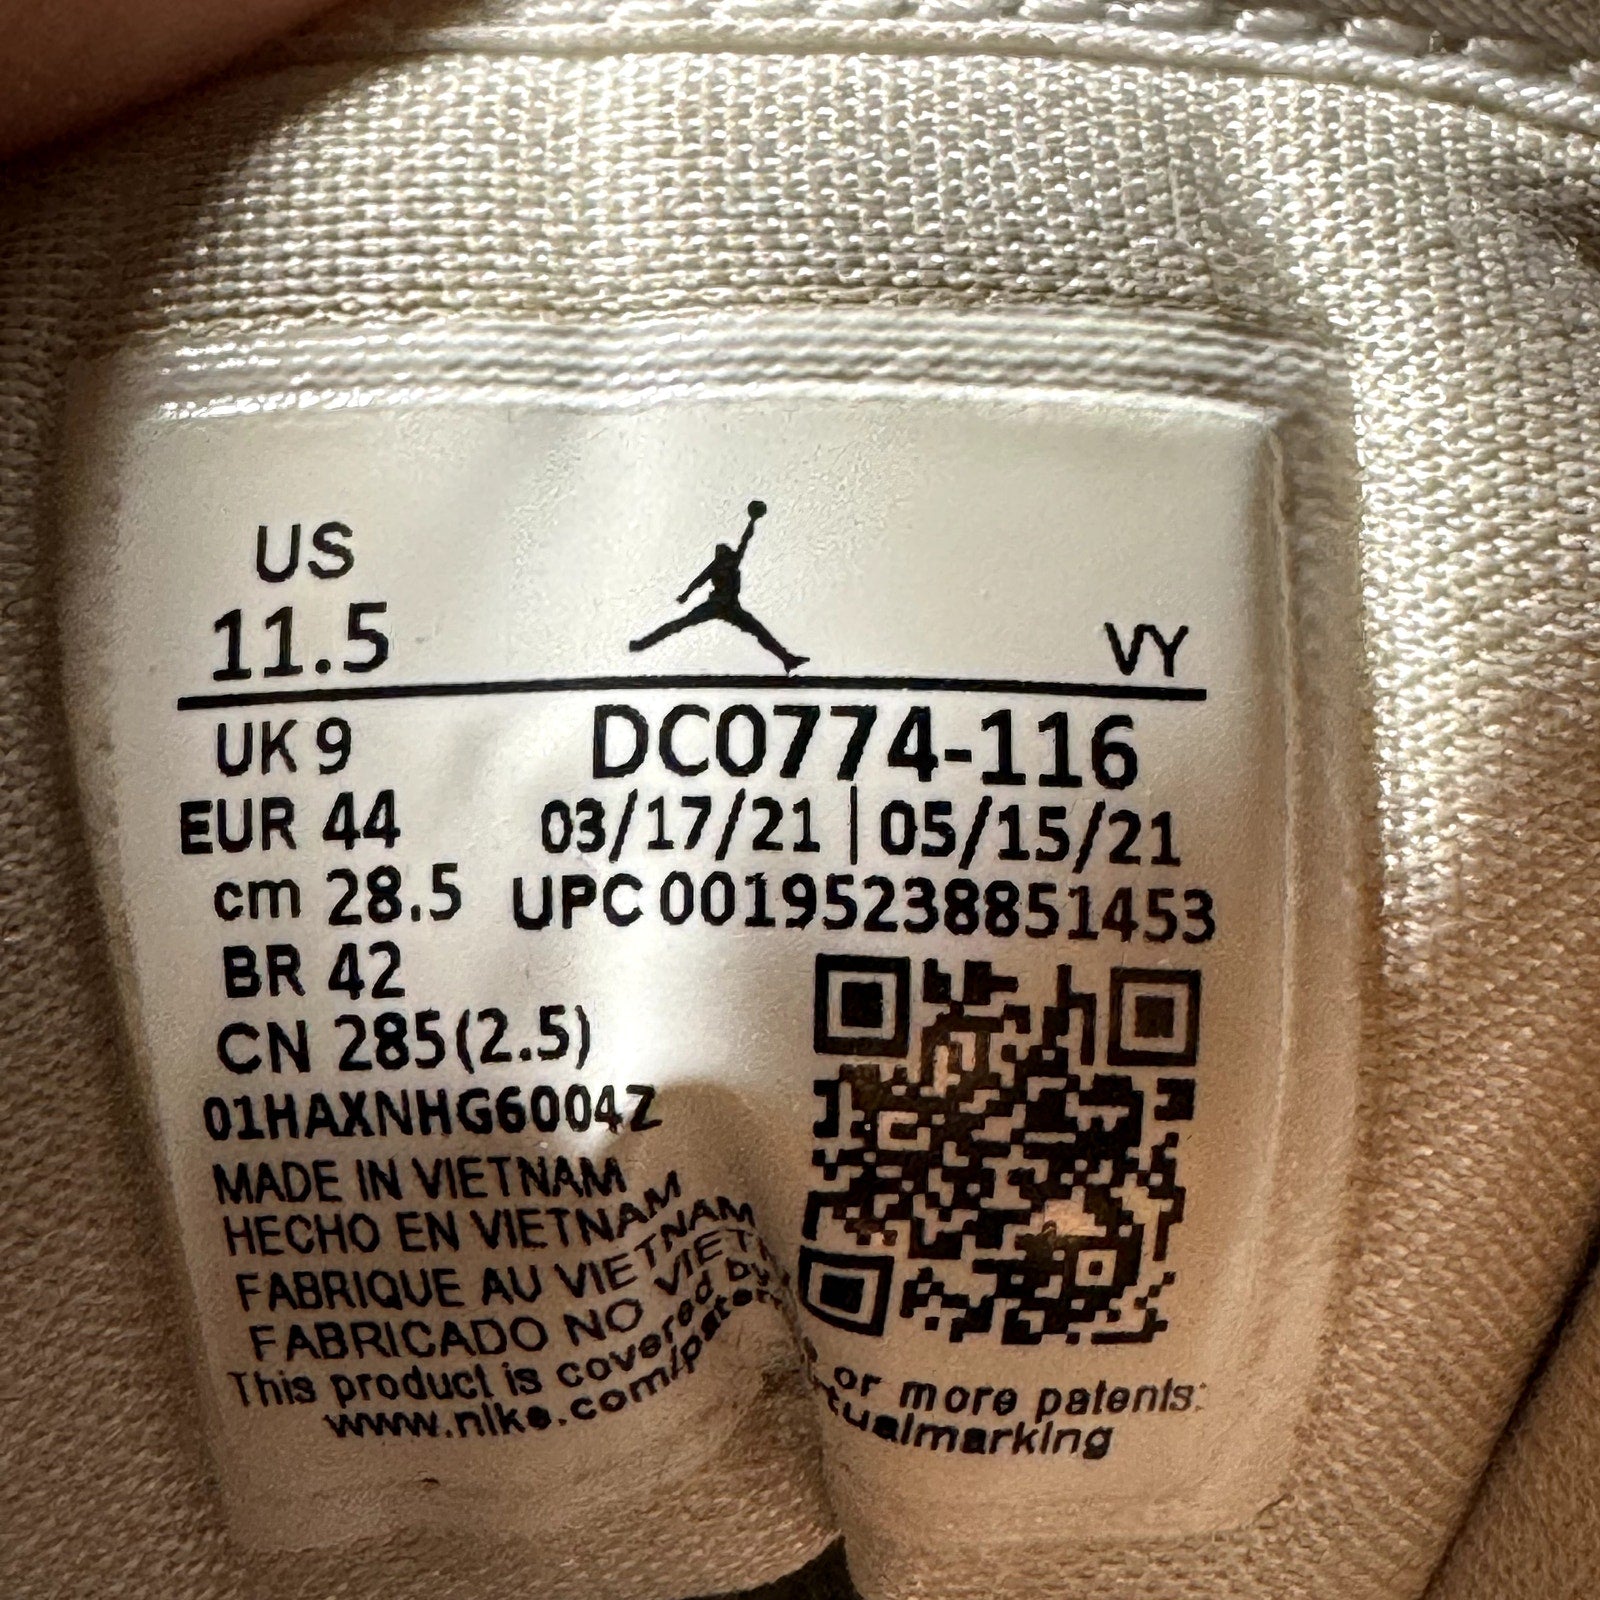 US
11.5
VY
UK 9
DC0774-116
EUR 44
03/17/21 | 05/15/21
cm 28.5
UPC 00195238851453
BR 42
CN 285(2.5)
01HAXNHG6004Z
MADE IN VIETNAM
HECHO EN VIETNAM
FABRIQUE AU VIETNAM
FABRICADO NO
This product is covered by or more patents:
www.nike.com